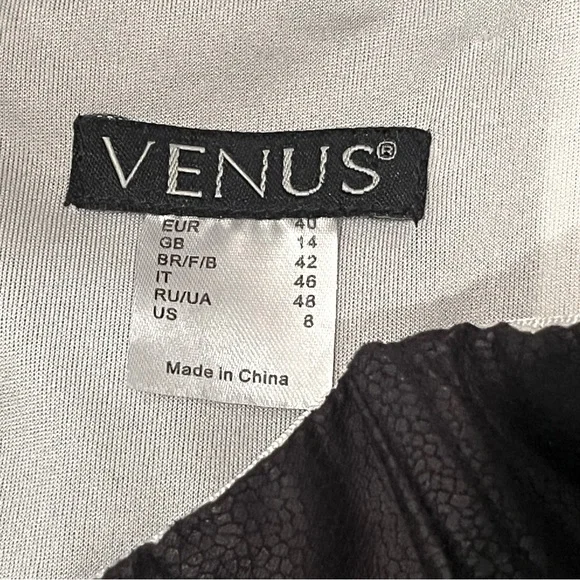 VENUS®
EUR 40
GB 14
BR/F/B 42
IT 46
RU/UA 48
US 8
Made in China